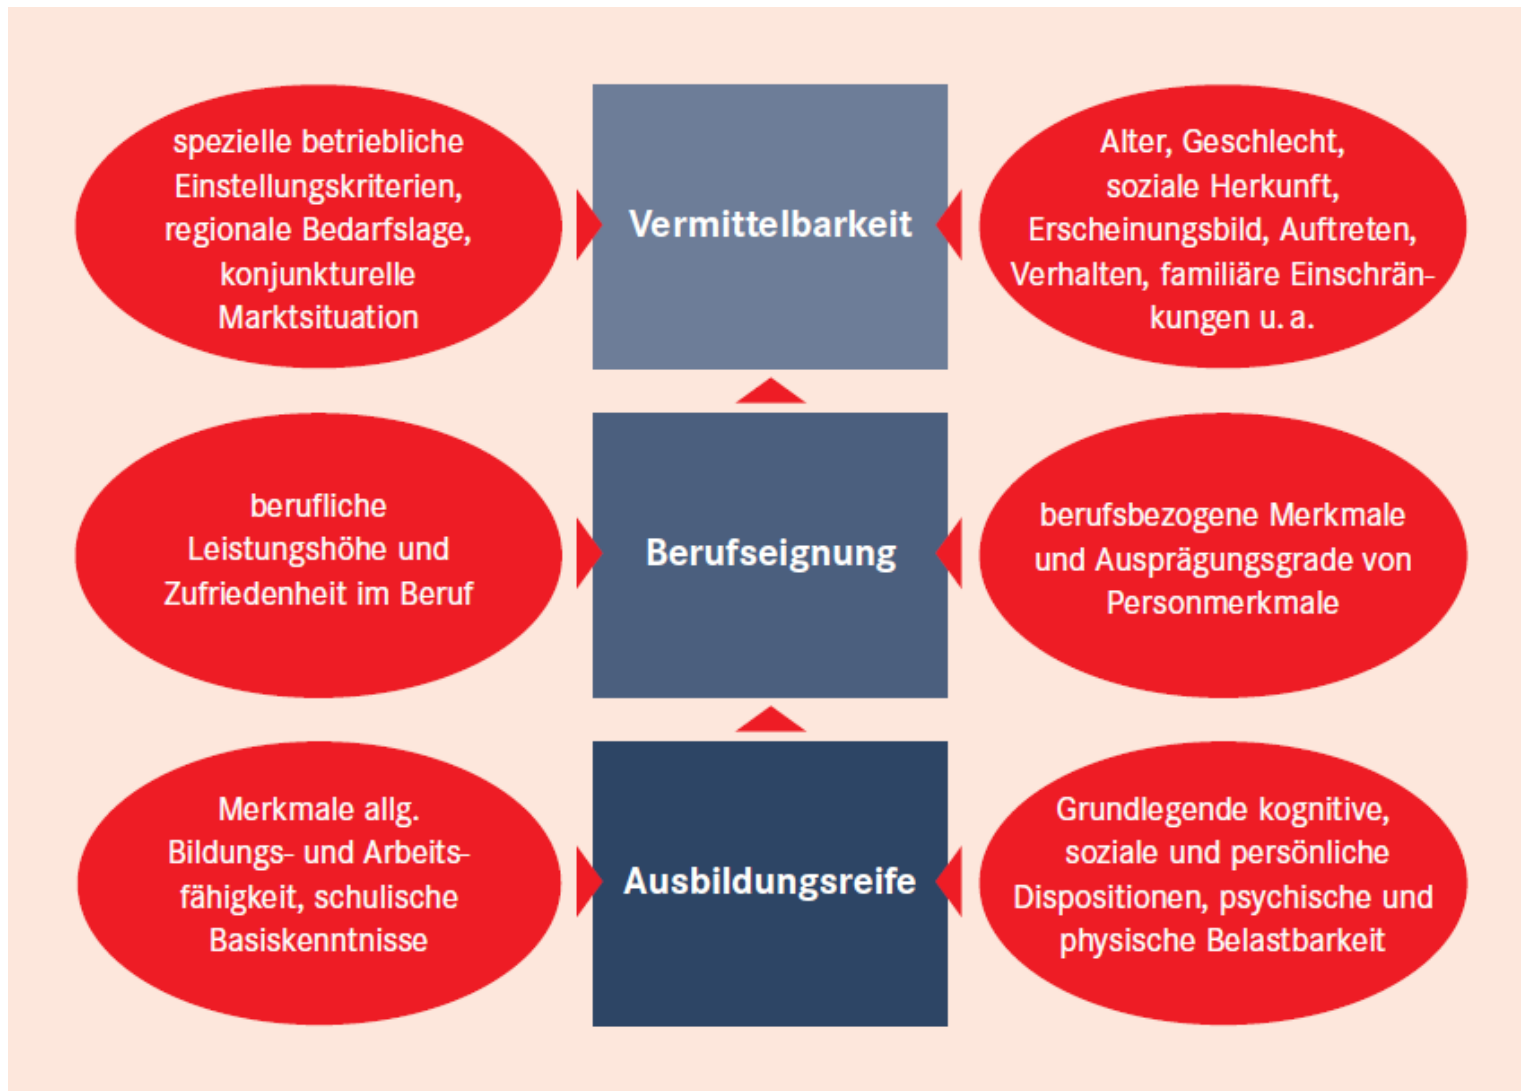 spezielle betriebliche
Einstellungskriterien,
regionale Bedarfslage,
konjunkturelle
Marktsituation
Vermittelbarkeit
Alter, Geschlecht,
soziale Herkunft,
Erscheinungsbild, Auftreten,
Verhalten, familiäre Einschrän-
kungen u. a.
berufliche
Leistungshöhe und
Zufriedenheit im Beruf
Berufseignung
berufsbezogene Merkmale
und Ausprägungsgrade von
Personmerkmale
Merkmale allg.
Bildungs- und Arbeits-
fähigkeit, schulische
Basiskenntnisse
Ausbildungsreife
Grundlegende kognitive,
soziale und persönliche
Dispositionen, psychische und
physische Belastbarkeit